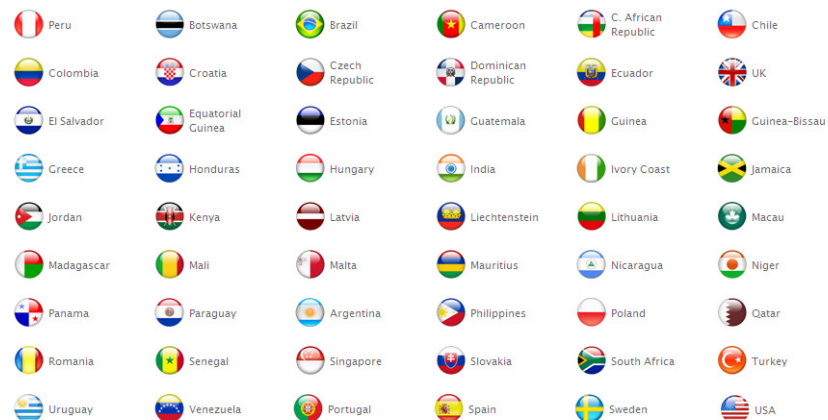 Peru
Botswana
Brazil
Cameroon
C. African
Republic
Chile
Colombia
Croatia
Czech
Republic
Dominican
Republic
Ecuador
UK
El Salvador
Equatorial
Guinea
Estonia
Guatemala
Guinea
Guinea-Bissau
Greece
Honduras
Hungary
India
Ivory Coast
Jamaica
Jordan
Kenya
Latvia
Liechtenstein
Lithuania
Macau
Madagascar
Mali
Malta
Mauritius
Nicaragua
Niger
Panama
Paraguay
Argentina
Philippines
Poland
Qatar
Romania
Senegal
Singapore
Slovakia
South Africa
Turkey
Uruguay
Venezuela
Portugal
Spain
Sweden
USA